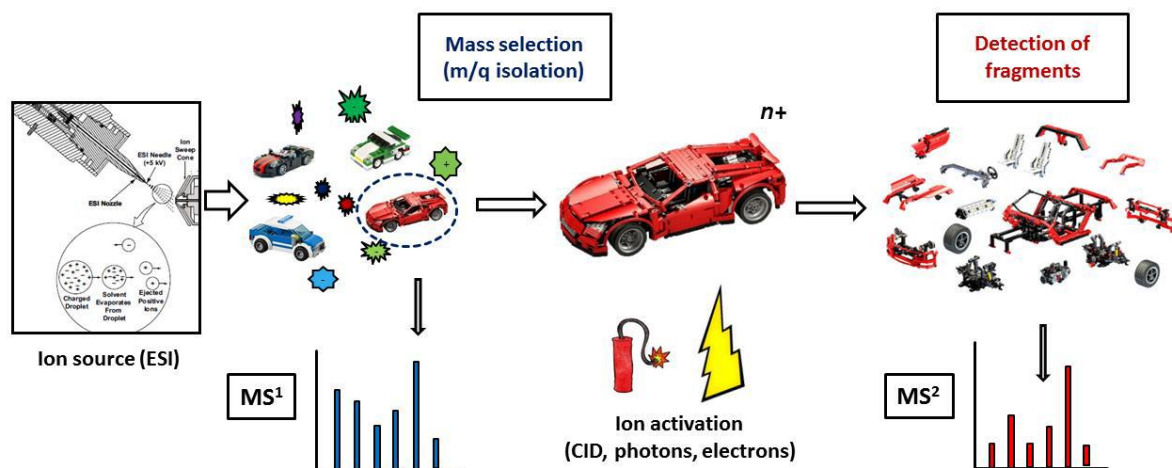 Mass selection
(m/q isolation)
Detection of
fragments
n+
ESI Needle
(+5 kV)
Ion
Sweep
Cone
ESI Nozzle
Charged
Droplet
Solvent
Evaporates
From
Droplet
Ejected
Positive
Ions
Ion source (ESI)
MS¹
Ion activation
(CID, photons, electrons)
MS²